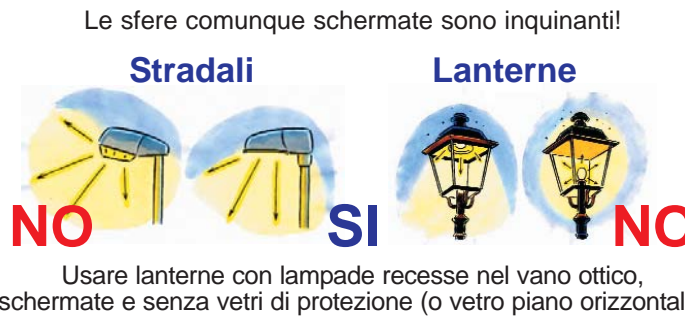 Le sfere comunque schermate sono inquinanti!
Stradali
Lanterne
NO
SI
NO
Usare lanterne con lampade recesse nel vano ottico,
schermate e senza vetri di protezione (o vetro piano orizzontal